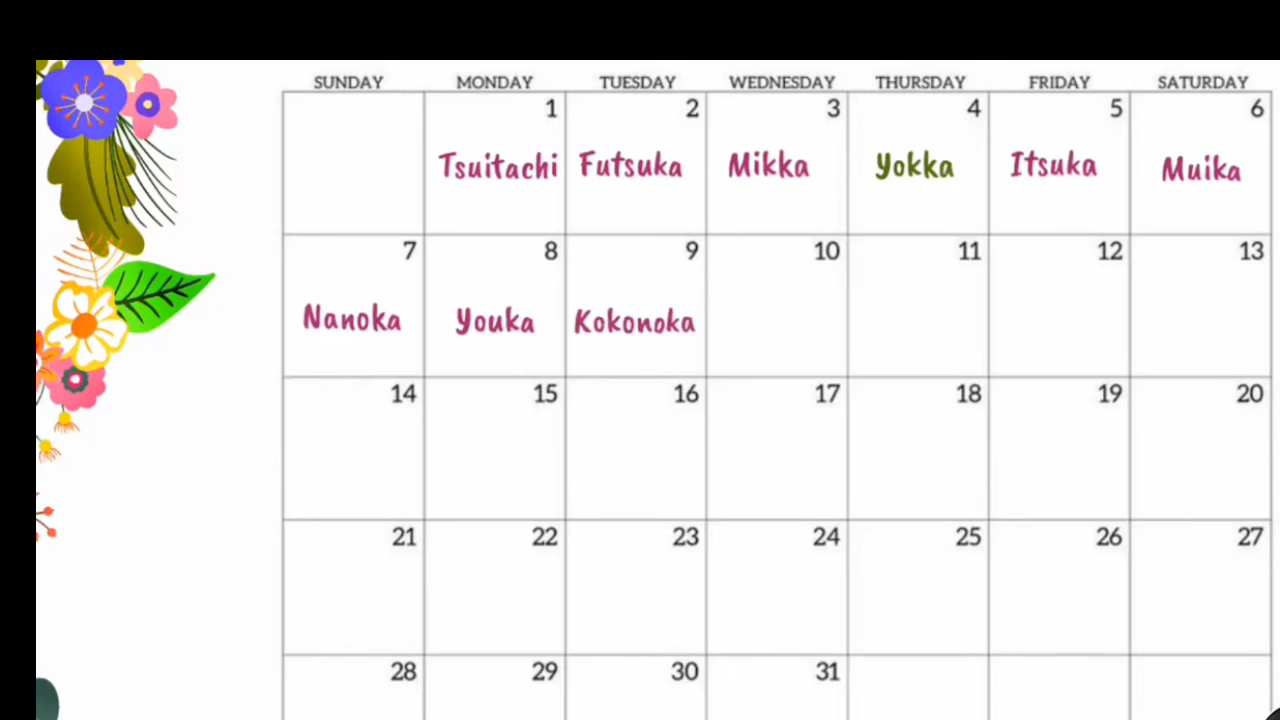 SUNDAY MONDAY TUESDAY WEDNESDAY THURSDAY FRIDAY SATURDAY
1 2 3 4 5 6
Tsuitachi Futsuka Mikka Yokka Itsuka Muika
7 8 9 10 11 12 13
Nanoka Youka Kokonoka
14 15 16 17 18 19 20
21 22 23 24 25 26 27
28 29 30 31